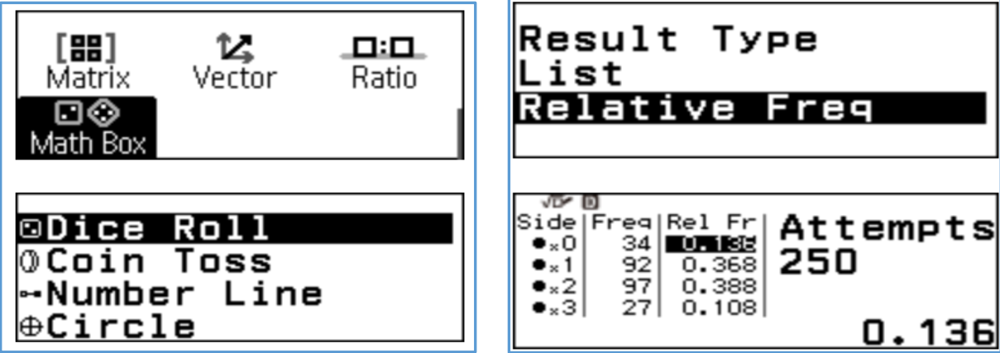 Matrix Vector Ratio
Math Box
Dice Roll
Coin Toss
Number Line
Circle
Result Type
List
Relative Freq
Side Freq Rel Fr Attempts
●×0 34 0.136 250
●×1 92 0.368
●×2 97 0.388
●×3 27 0.108
0.136